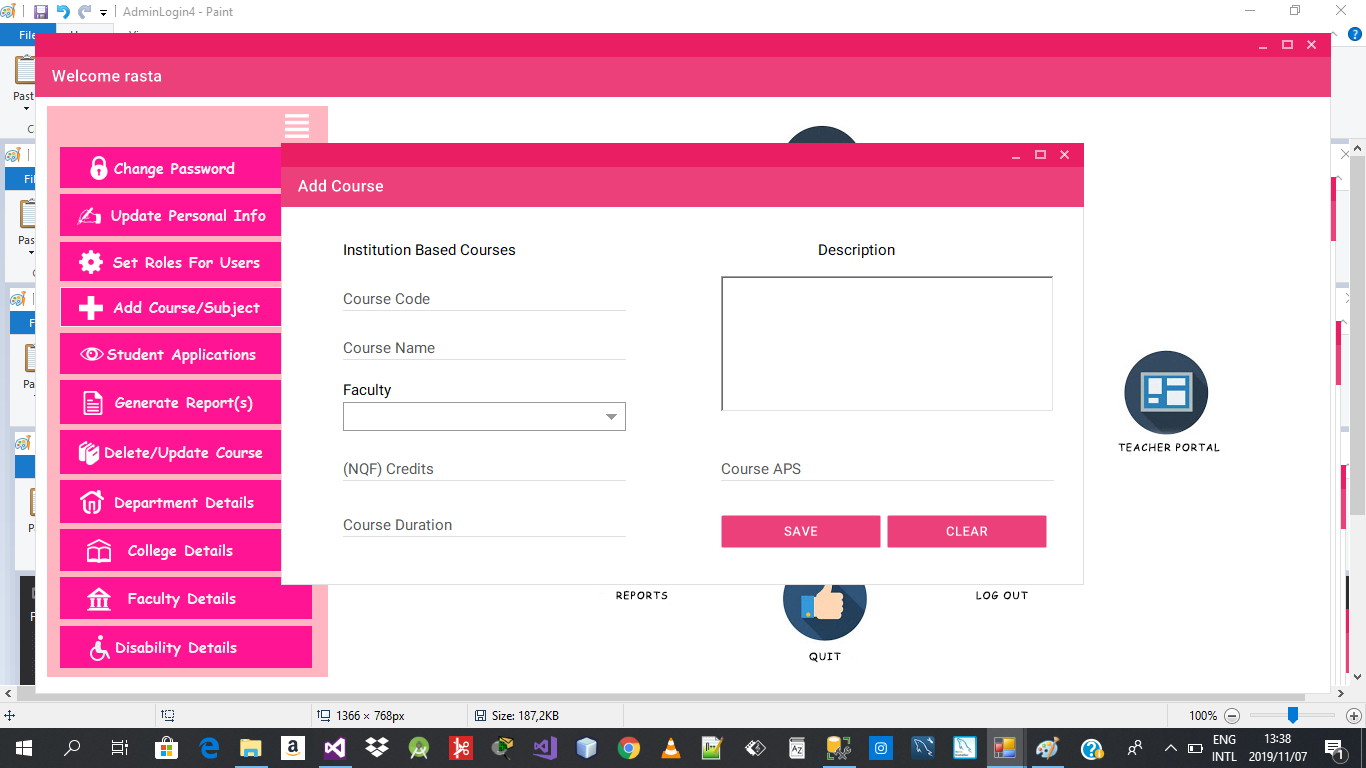 AdminLogin4 - Paint
File
Welcome rasta
Past
Change Password
Update Personal Info
Set Roles For Users
Add Course/Subject
Student Applications
Generate Report(s)
Delete/Update Course
Department Details
College Details
Faculty Details
Disability Details
Add Course
Institution Based Courses
Description
Course Code
Course Name
Faculty
(NQF) Credits
Course APS
Course Duration
SAVE
CLEAR
TEACHER PORTAL
REPORTS
LOG OUT
QUIT
1366 × 768px
Size: 187,2KB
100%
ENG
INTL
13:38
2019/11/07
1